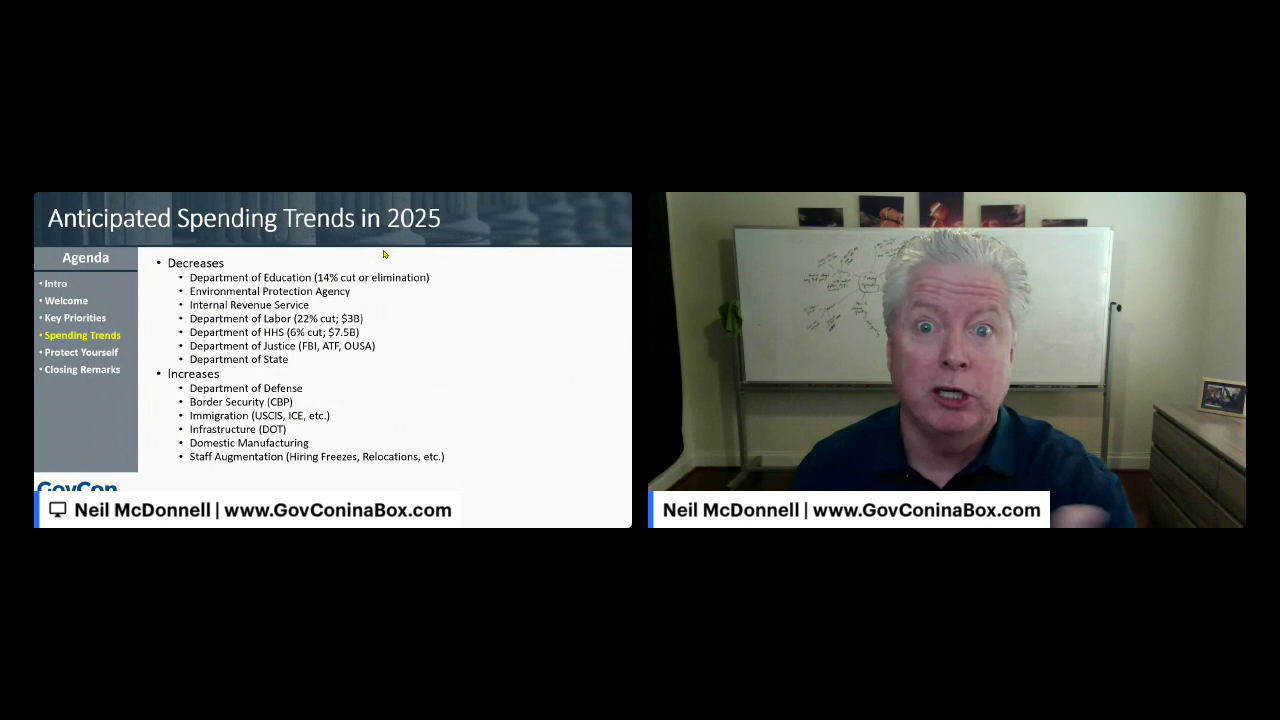 Anticipated Spending Trends in 2025
Agenda
• Intro
• Welcome
• Key Priorities
• Spending Trends
• Protect Yourself
• Closing Remarks
• Decreases
• Department of Education (14% cut or elimination)
• Environmental Protection Agency
• Internal Revenue Service
• Department of Labor (22% cut; $3B)
• Department of HHS (6% cut; $7.5B)
• Department of Justice (FBI, ATF, OUSA)
• Department of State
• Increases
• Department of Defense
• Border Security (CBP)
• Immigration (USCIS, ICE, etc.)
• Infrastructure (DOT)
• Domestic Manufacturing
• Staff Augmentation (Hiring Freezes, Relocations, etc.)
GovCon
Neil McDonnell | www.GovConinaBox.com
Neil McDonnell | www.GovConinaBox.com